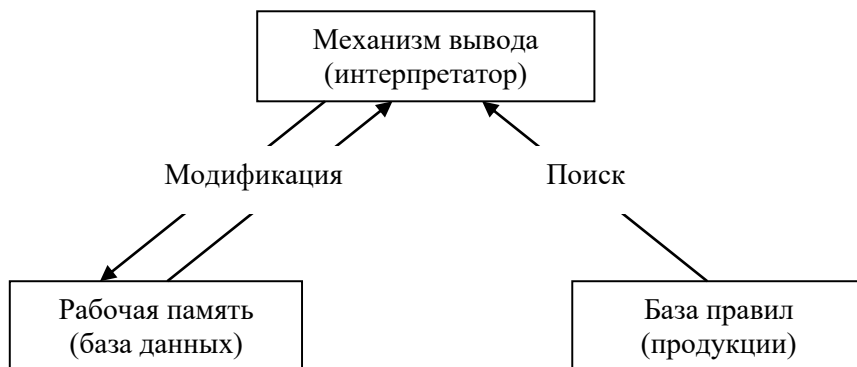 Механизм вывода
(интерпретатор)
Модификация
Поиск
Рабочая память
(база данных)
База правил
(продукции)